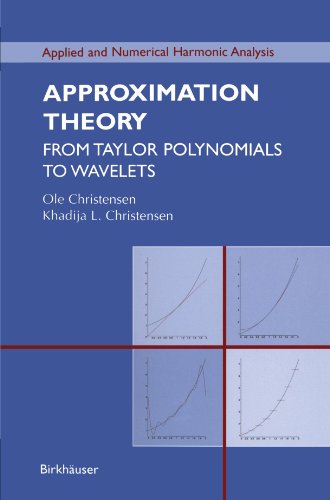 Applied and Numerical Harmonic Analysis
APPROXIMATION
THEORY
FROM TAYLOR POLYNOMIALS
TO WAVELETS
Ole Christensen
Khadija L. Christensen
Birkhäuser